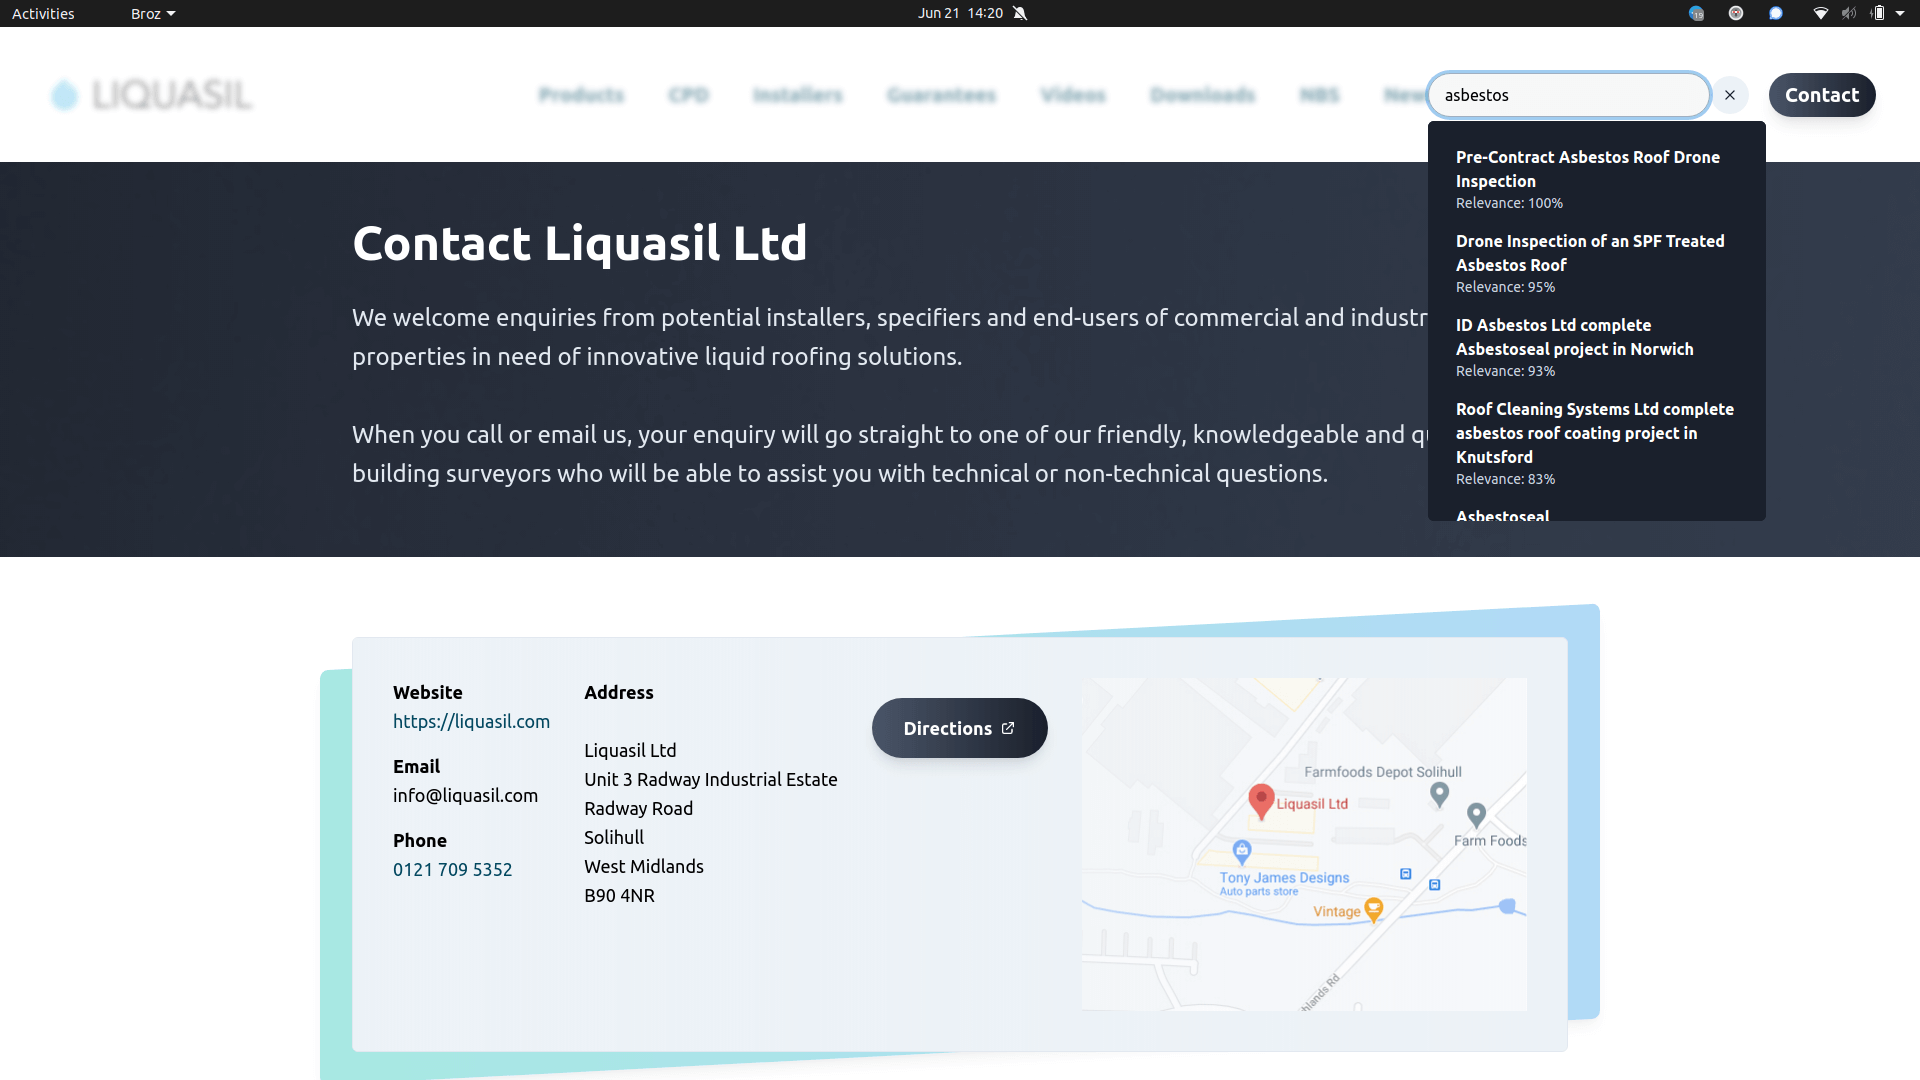 Activities
Broz
Jun 21 14:20
19
LIQUASIL
Products
CPD
Installers
Guarantees
Videos
Downloads
NBS
asbestos
Contact
Pre-Contract Asbestos Roof Drone
Inspection
Relevance: 100%
Drone Inspection of an SPF Treated
Asbestos Roof
Relevance: 95%
ID Asbestos Ltd complete
Asbestoseal project in Norwich
Relevance: 93%
Roof Cleaning Systems Ltd complete
asbestos roof coating project in
Knutsford
Relevance: 83%
Asbestoseal
Contact Liquasil Ltd
We welcome enquiries from potential installers, specifiers and end-users of commercial and industr
properties in need of innovative liquid roofing solutions.
When you call or email us, your enquiry will go straight to one of our friendly, knowledgeable and q
building surveyors who will be able to assist you with technical or non-technical questions.
Website
https://liquasil.com
Email
info@liquasil.com
Phone
0121 709 5352
Address
Liquasil Ltd
Unit 3 Radway Industrial Estate
Radway Road
Solihull
West Midlands
B90 4NR
Directions
Farmfoods Depot Solihull
Liquasil Ltd
Farm Foods
Tony James Designs
Auto parts store
Vintage
hlands Rd